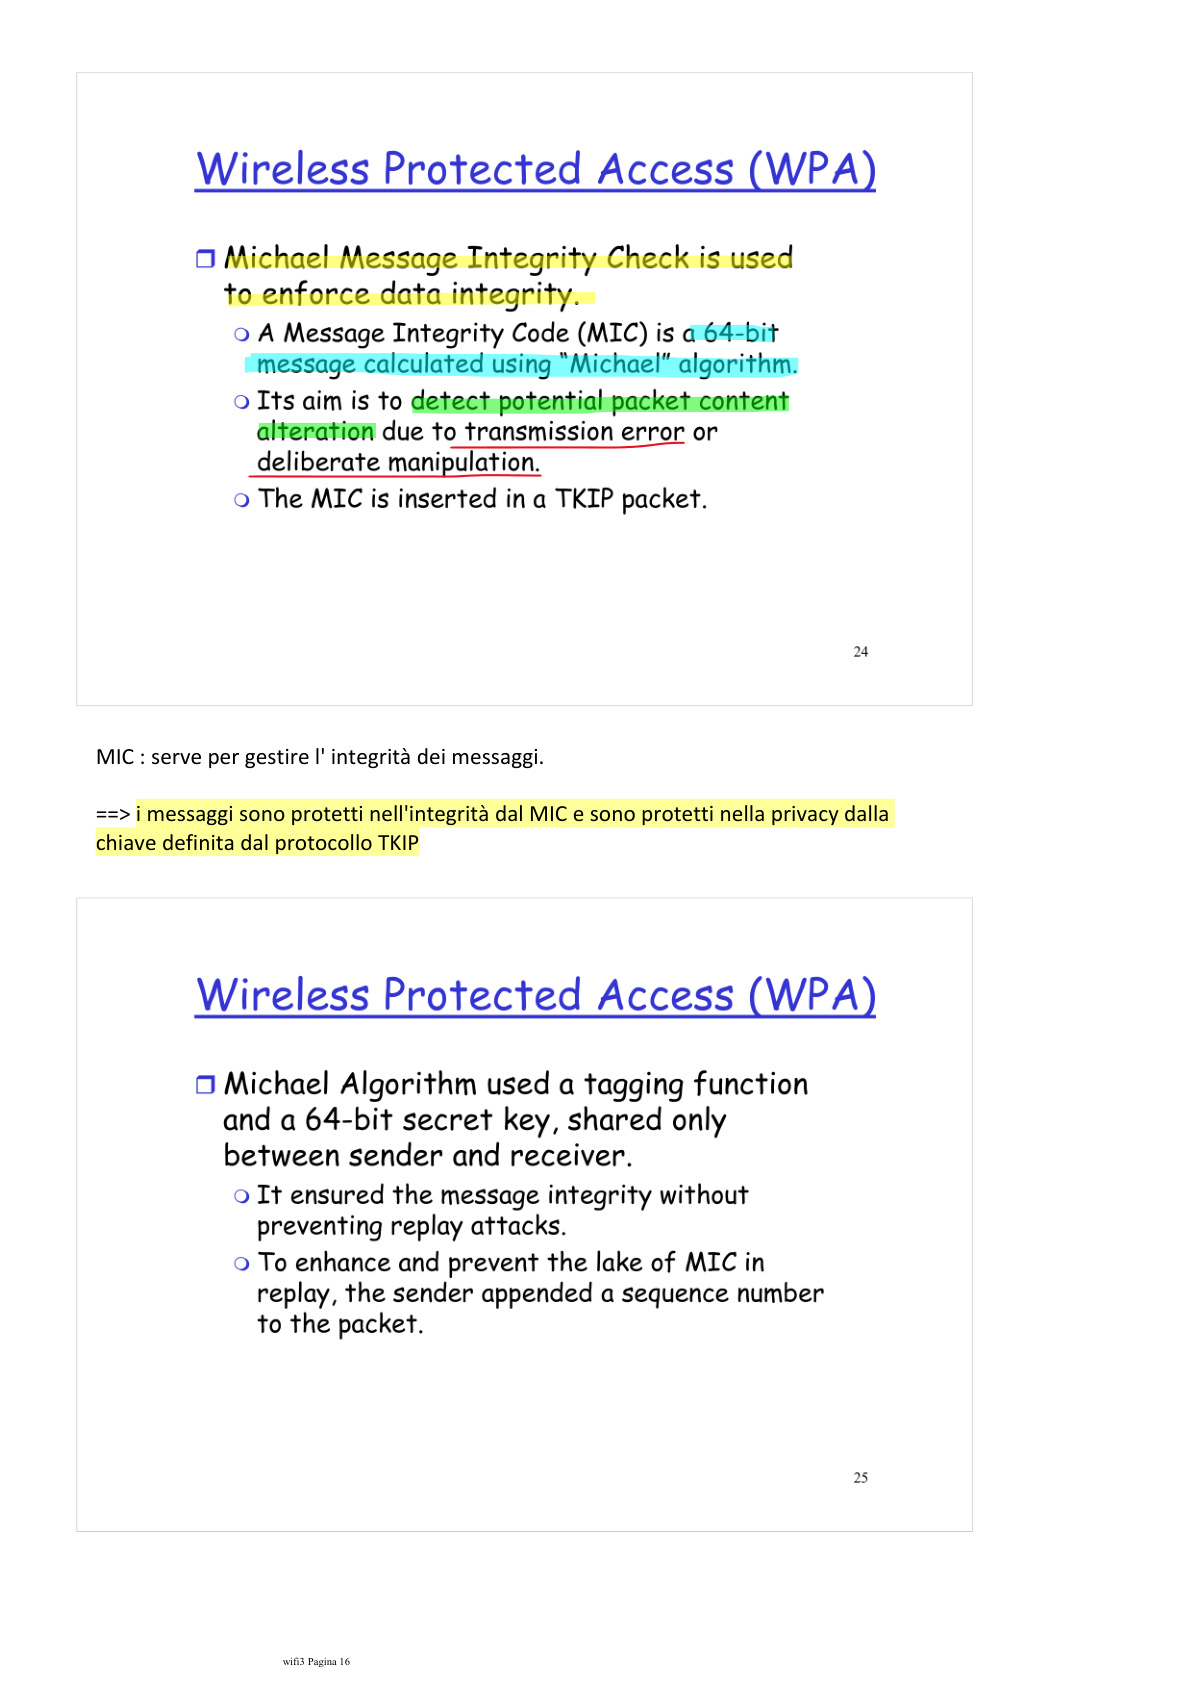 Wireless Protected Access (WPA)
Michael Message Integrity Check is used
to enforce data integrity.
A Message Integrity Code (MIC) is a 64-bit
message calculated using “Michael” algorithm.
Its aim is to detect potential packet content
alteration due to transmission error or
deliberate manipulation.
The MIC is inserted in a TKIP packet.
24
MIC : serve per gestire l' integrità dei messaggi.
==> i messaggi sono protetti nell'integrità dal MIC e sono protetti nella privacy dalla
chiave definita dal protocollo TKIP
Wireless Protected Access (WPA)
Michael Algorithm used a tagging function
and a 64-bit secret key, shared only
between sender and receiver.
It ensured the message integrity without
preventing replay attacks.
To enhance and prevent the lake of MIC in
replay, the sender appended a sequence number
to the packet.
25
wifi3 Pagina 16